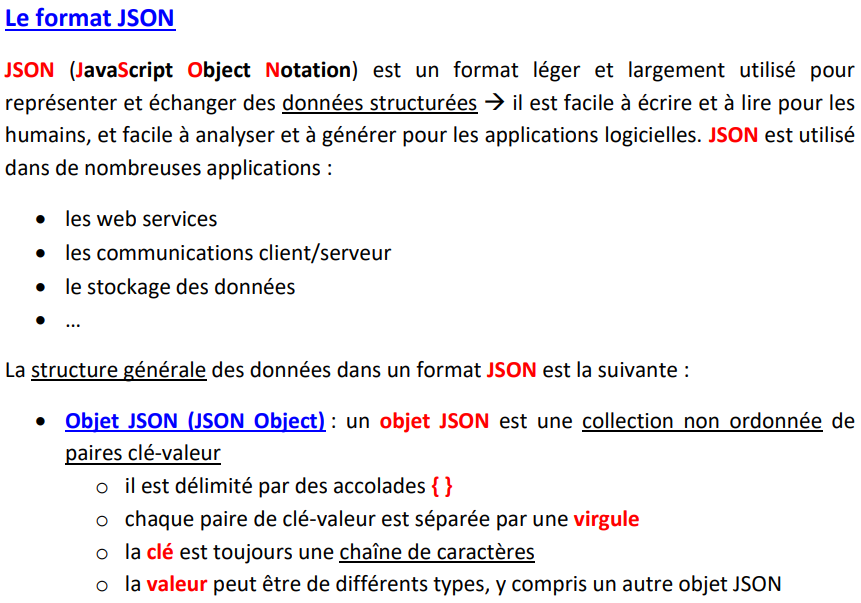 Le format JSON
JSON (JavaScript Object Notation) est un format léger et largement utilisé pour
représenter et échanger des données structurées → il est facile à écrire et à lire pour les
humains, et facile à analyser et à générer pour les applications logicielles. JSON est utilisé
dans de nombreuses applications :
• les web services
• les communications client/serveur
• le stockage des données
• …
La structure générale des données dans un format JSON est la suivante :
• Objet JSON (JSON Object) : un objet JSON est une collection non ordonnée de
paires clé-valeur
o il est délimité par des accolades { }
o chaque paire de clé-valeur est séparée par une virgule
o la clé est toujours une chaîne de caractères
o la valeur peut être de différents types, y compris un autre objet JSON